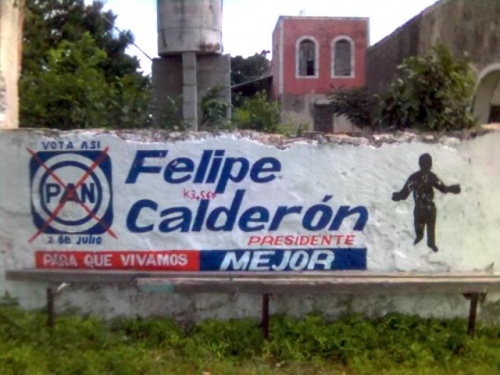 VOTA ASI
PAN
2 de Julio
Felipe
Calderón
PRESIDENTE
PARA QUE VIVAMOS MEJOR